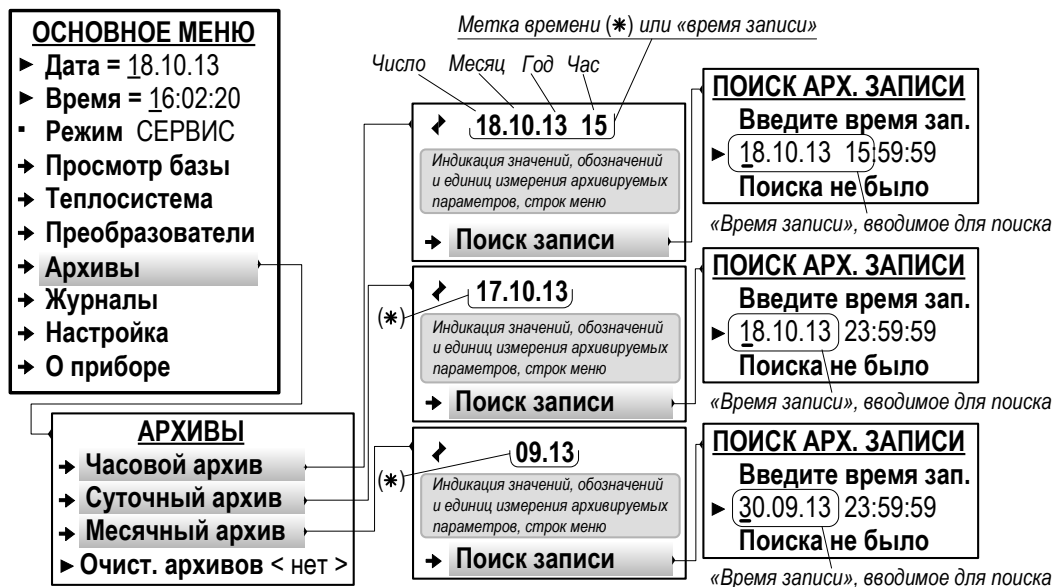 ОСНОВНОЕ МЕНЮ
► Дата = 18.10.13
► Время = 16:02:20
▪ Режим СЕРВИС
→ Просмотр базы
→ Теплосистема
→ Преобразователи
→ Архивы
→ Журналы
→ Настройка
→ О приборе
АРХИВЫ
→ Часовой архив
→ Суточный архив
→ Месячный архив
► Очист. архивов < нет >
Метка времени (✱) или «время записи»
Число Месяц Год Час
18.10.13 15
Индикация значений, обозначений
и единиц измерения архивируемых
параметров, строк меню
→ Поиск записи
(✱)
17.10.13
Индикация значений, обозначений
и единиц измерения архивируемых
параметров, строк меню
→ Поиск записи
(✱)
09.13
Индикация значений, обозначений
и единиц измерения архивируемых
параметров, строк меню
→ Поиск записи
ПОИСК АРХ. ЗАПИСИ
Введите время зап.
► 18.10.13 15:59:59
Поиска не было
«Время записи», вводимое для поиска
ПОИСК АРХ. ЗАПИСИ
Введите время зап.
► 18.10.13 23:59:59
Поиска не было
«Время записи», вводимое для поиска
ПОИСК АРХ. ЗАПИСИ
Введите время зап.
► 30.09.13 23:59:59
Поиска не было
«Время записи», вводимое для поиска